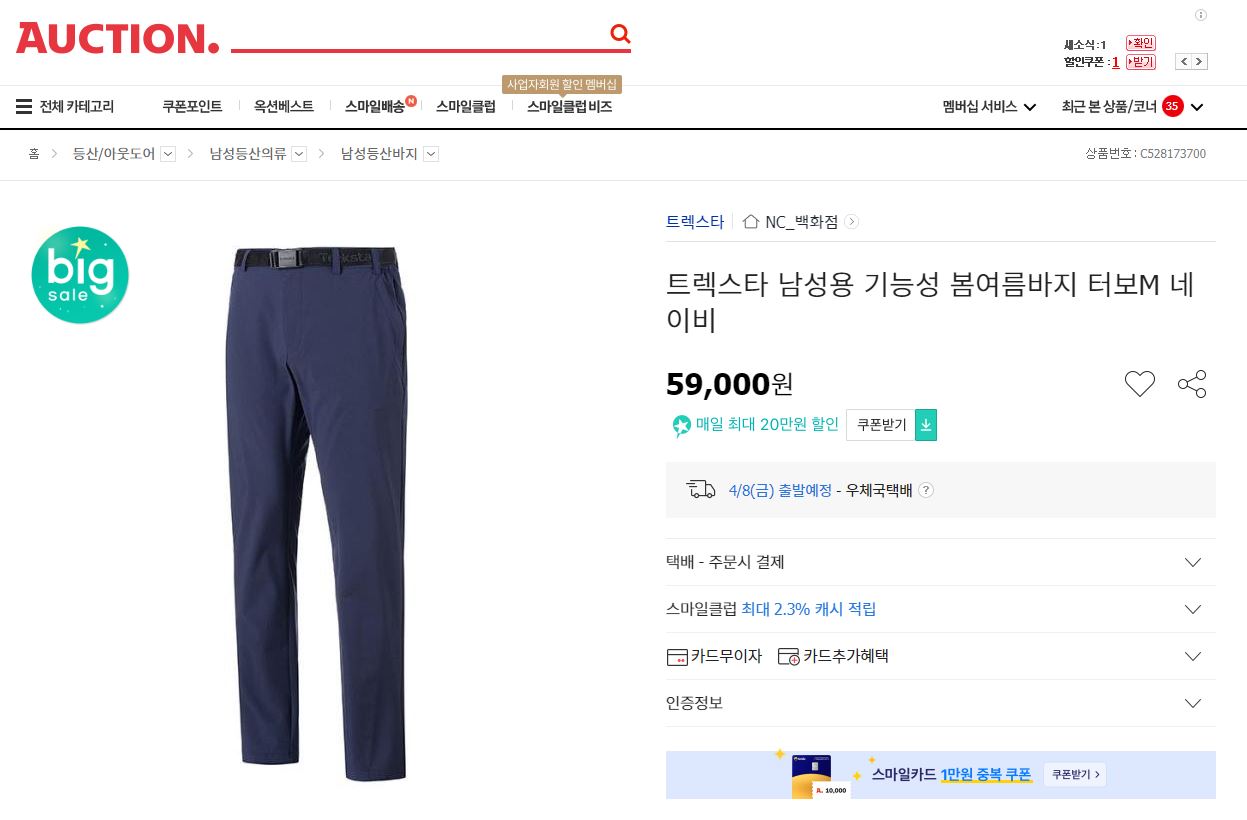 AUCTION.
새소식 : 1 확인
할인쿠폰 : 1 받기
사업자회원 할인 멤버십
전체 카테고리 쿠폰포인트 옥션베스트 스마일배송 N 스마일클럽 스마일클럽 비즈 멤버십 서비스 최근 본 상품/코너 35
홈 등산/아웃도어 남성등산의류 남성등산바지 상품번호 : C528173700
big
sale
트렉스타 NC_백화점
트렉스타 남성용 기능성 봄여름바지 터보M 네
이비
59,000원
매일 최대 20만원 할인 쿠폰받기
4/8(금) 출발예정 - 우체국택배 ?
택배 - 주문시 결제
스마일클럽 최대 2.3% 캐시 적립
카드무이자 카드추가혜택
인증정보
스마일카드 1만원 중복 쿠폰 쿠폰받기
A. 10,000